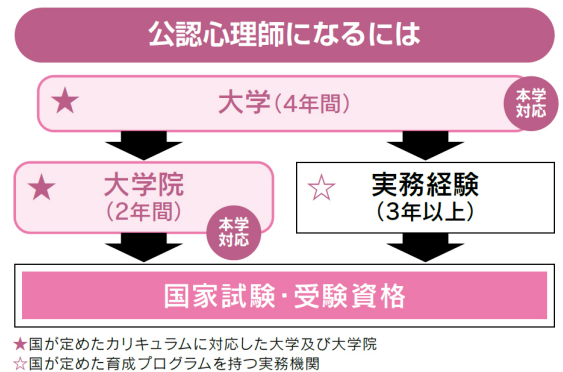 公認心理師になるには
★ 大学(4年間)
本学
対応
★ 大学院
(2年間)
本学
対応
☆ 実務経験
(3年以上)
国家試験・受験資格
★国が定めたカリキュラムに対応した大学及び大学院
☆国が定めた育成プログラムを持つ実務機関